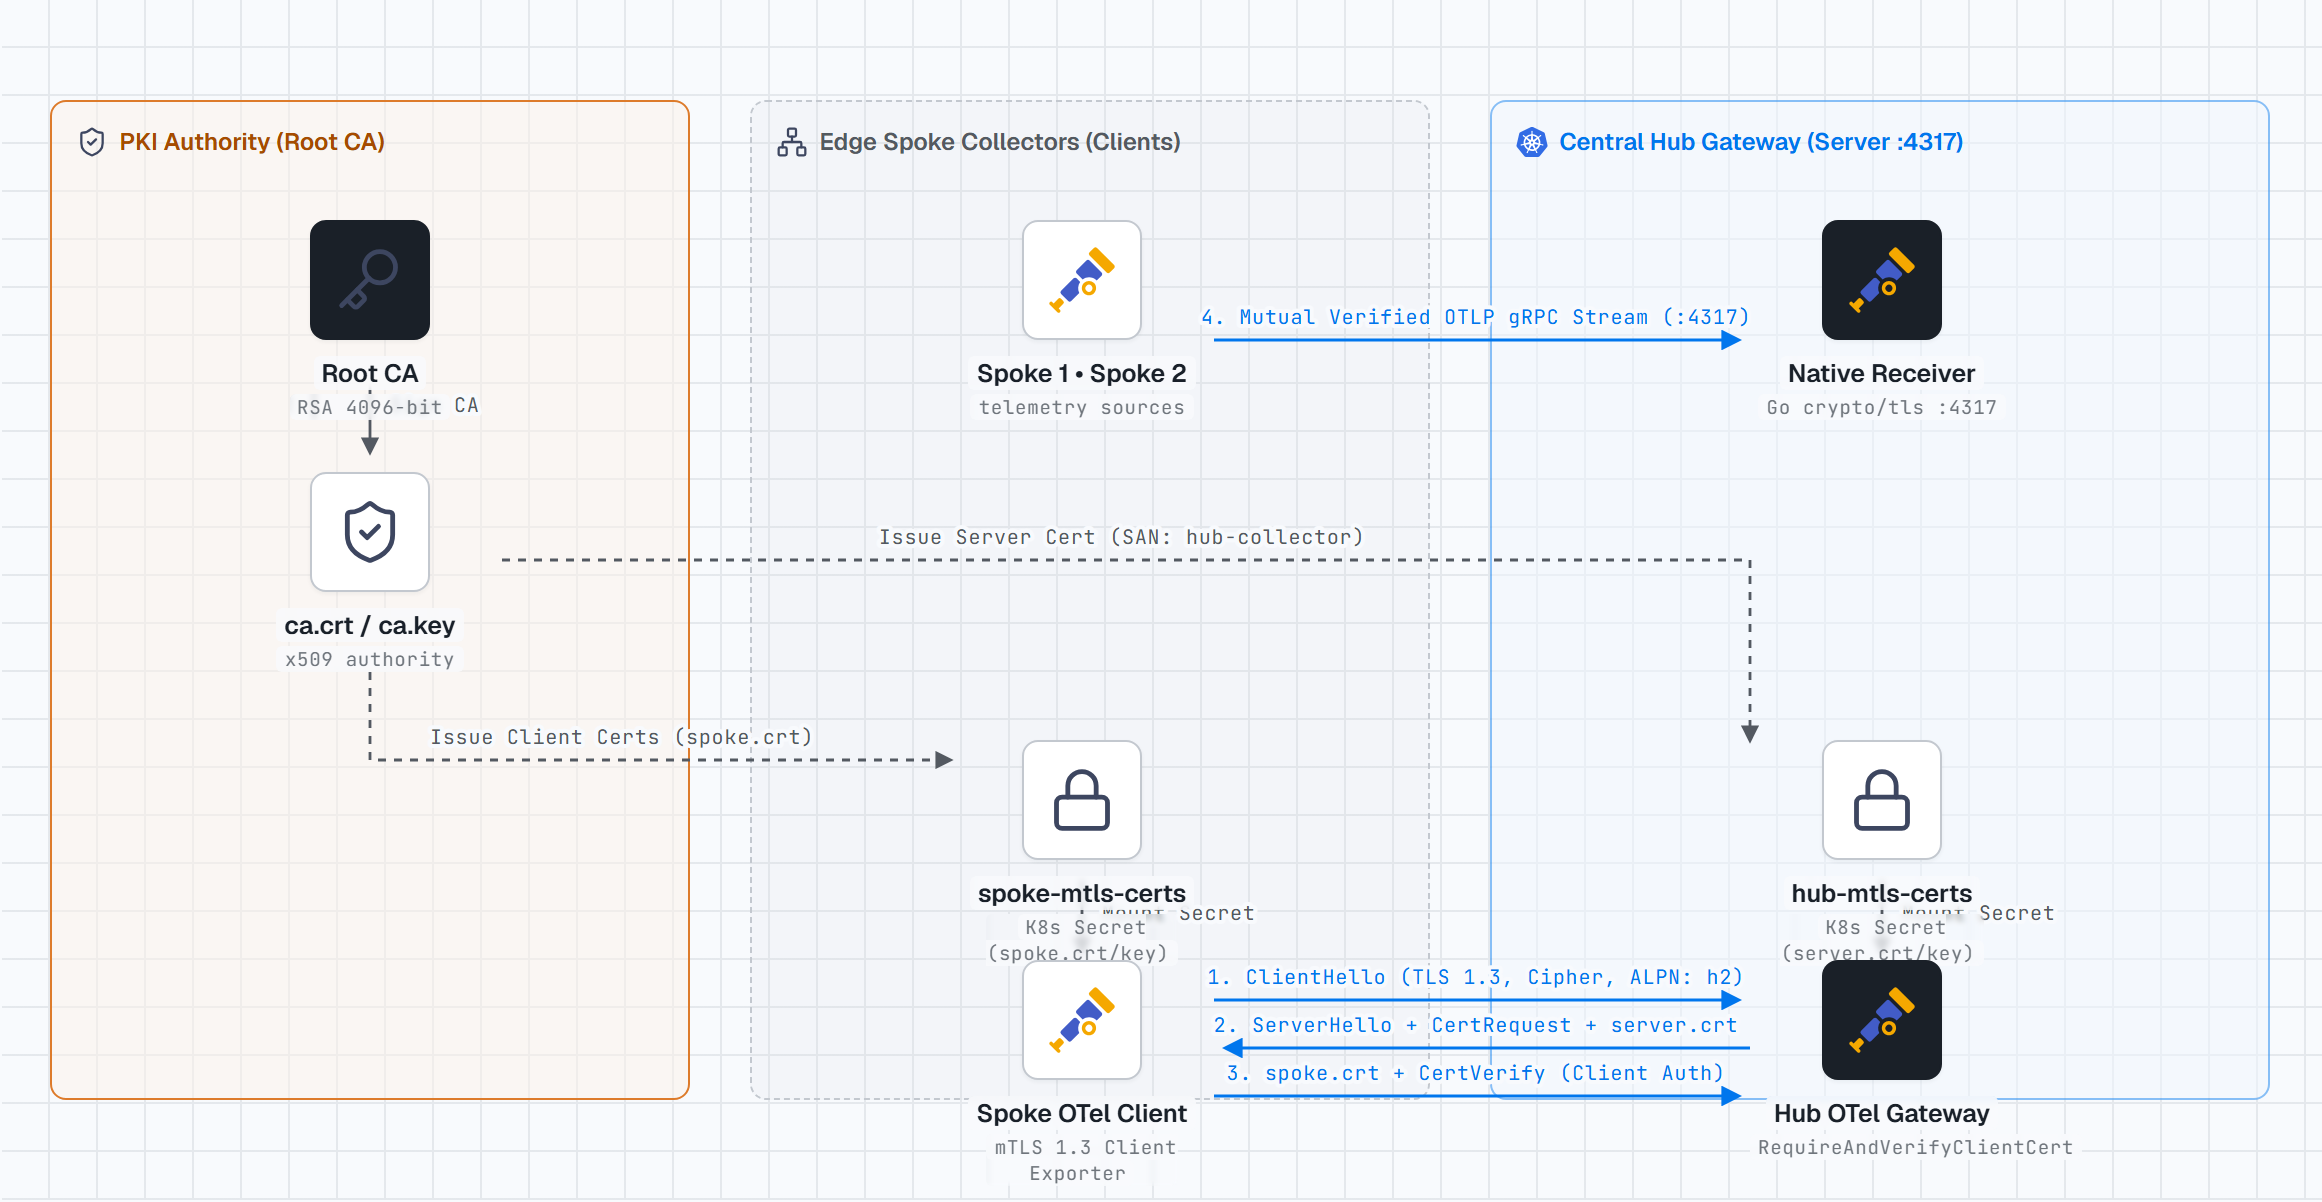 PKI Authority (Root CA)
Edge Spoke Collectors (Clients)
Central Hub Gateway (Server :4317)
4. Mutual Verified OTLP gRPC Stream (:4317)
Root CA
RSA 4096-bit CA
Spoke 1 • Spoke 2
telemetry sources
Native Receiver
Go crypto/tls :4317
Issue Server Cert (SAN: hub-collector)
ca.crt / ca.key
x509 authority
Issue Client Certs (spoke.crt)
spoke-mtls-certs
Mount Secret
K8s Secret
(spoke.crt/key)
hub-mtls-certs
Mount Secret
K8s Secret
(server.crt/key)
1. ClientHello (TLS 1.3, Cipher, ALPN: h2)
2. ServerHello + CertRequest + server.crt
3. spoke.crt + CertVerify (Client Auth)
Spoke OTel Client
mTLS 1.3 Client
Exporter
Hub OTel Gateway
RequireAndVerifyClientCert